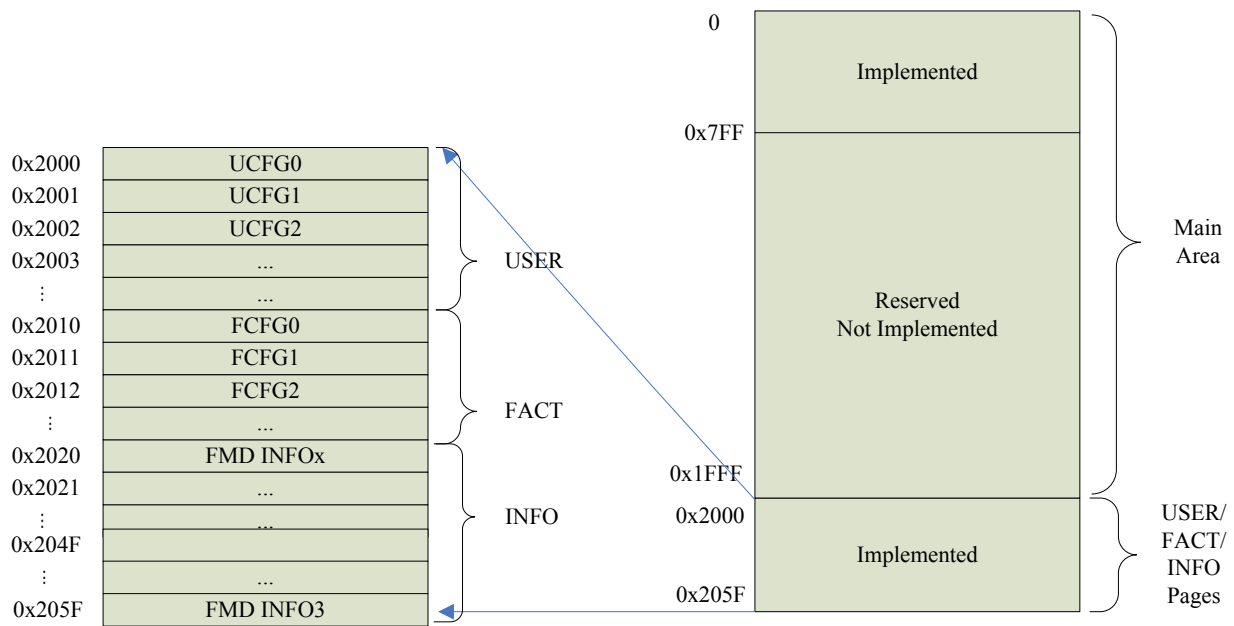 0x2000 UCFG0
0x2001 UCFG1
0x2002 UCFG2
0x2003 ...
⋮ ...
USER
0x2010 FCFG0
0x2011 FCFG1
0x2012 FCFG2
⋮ ...
FACT
0x2020 FMD INFOx
0x2021 ...
⋮ ...
0x204F
⋮ ...
0x205F FMD INFO3
INFO
0
Implemented
0x7FF
Reserved
Not Implemented
0x1FFF
Main
Area
0x2000
Implemented
0x205F
USER/
FACT/
INFO
Pages